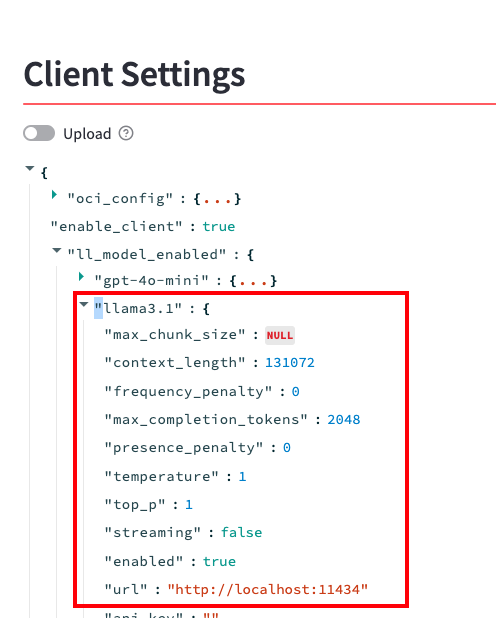 Client Settings
Upload ?
{
"oci_config" : {...}
"enable_client" : true
"ll_model_enabled" : {
"gpt-4o-mini" : {...}
"llama3.1" : {
"max_chunk_size" : NULL
"context_length" : 131072
"frequency_penalty" : 0
"max_completion_tokens" : 2048
"presence_penalty" : 0
"temperature" : 1
"top_p" : 1
"streaming" : false
"enabled" : true
"url" : "http://localhost:11434"
"api_key" : ""